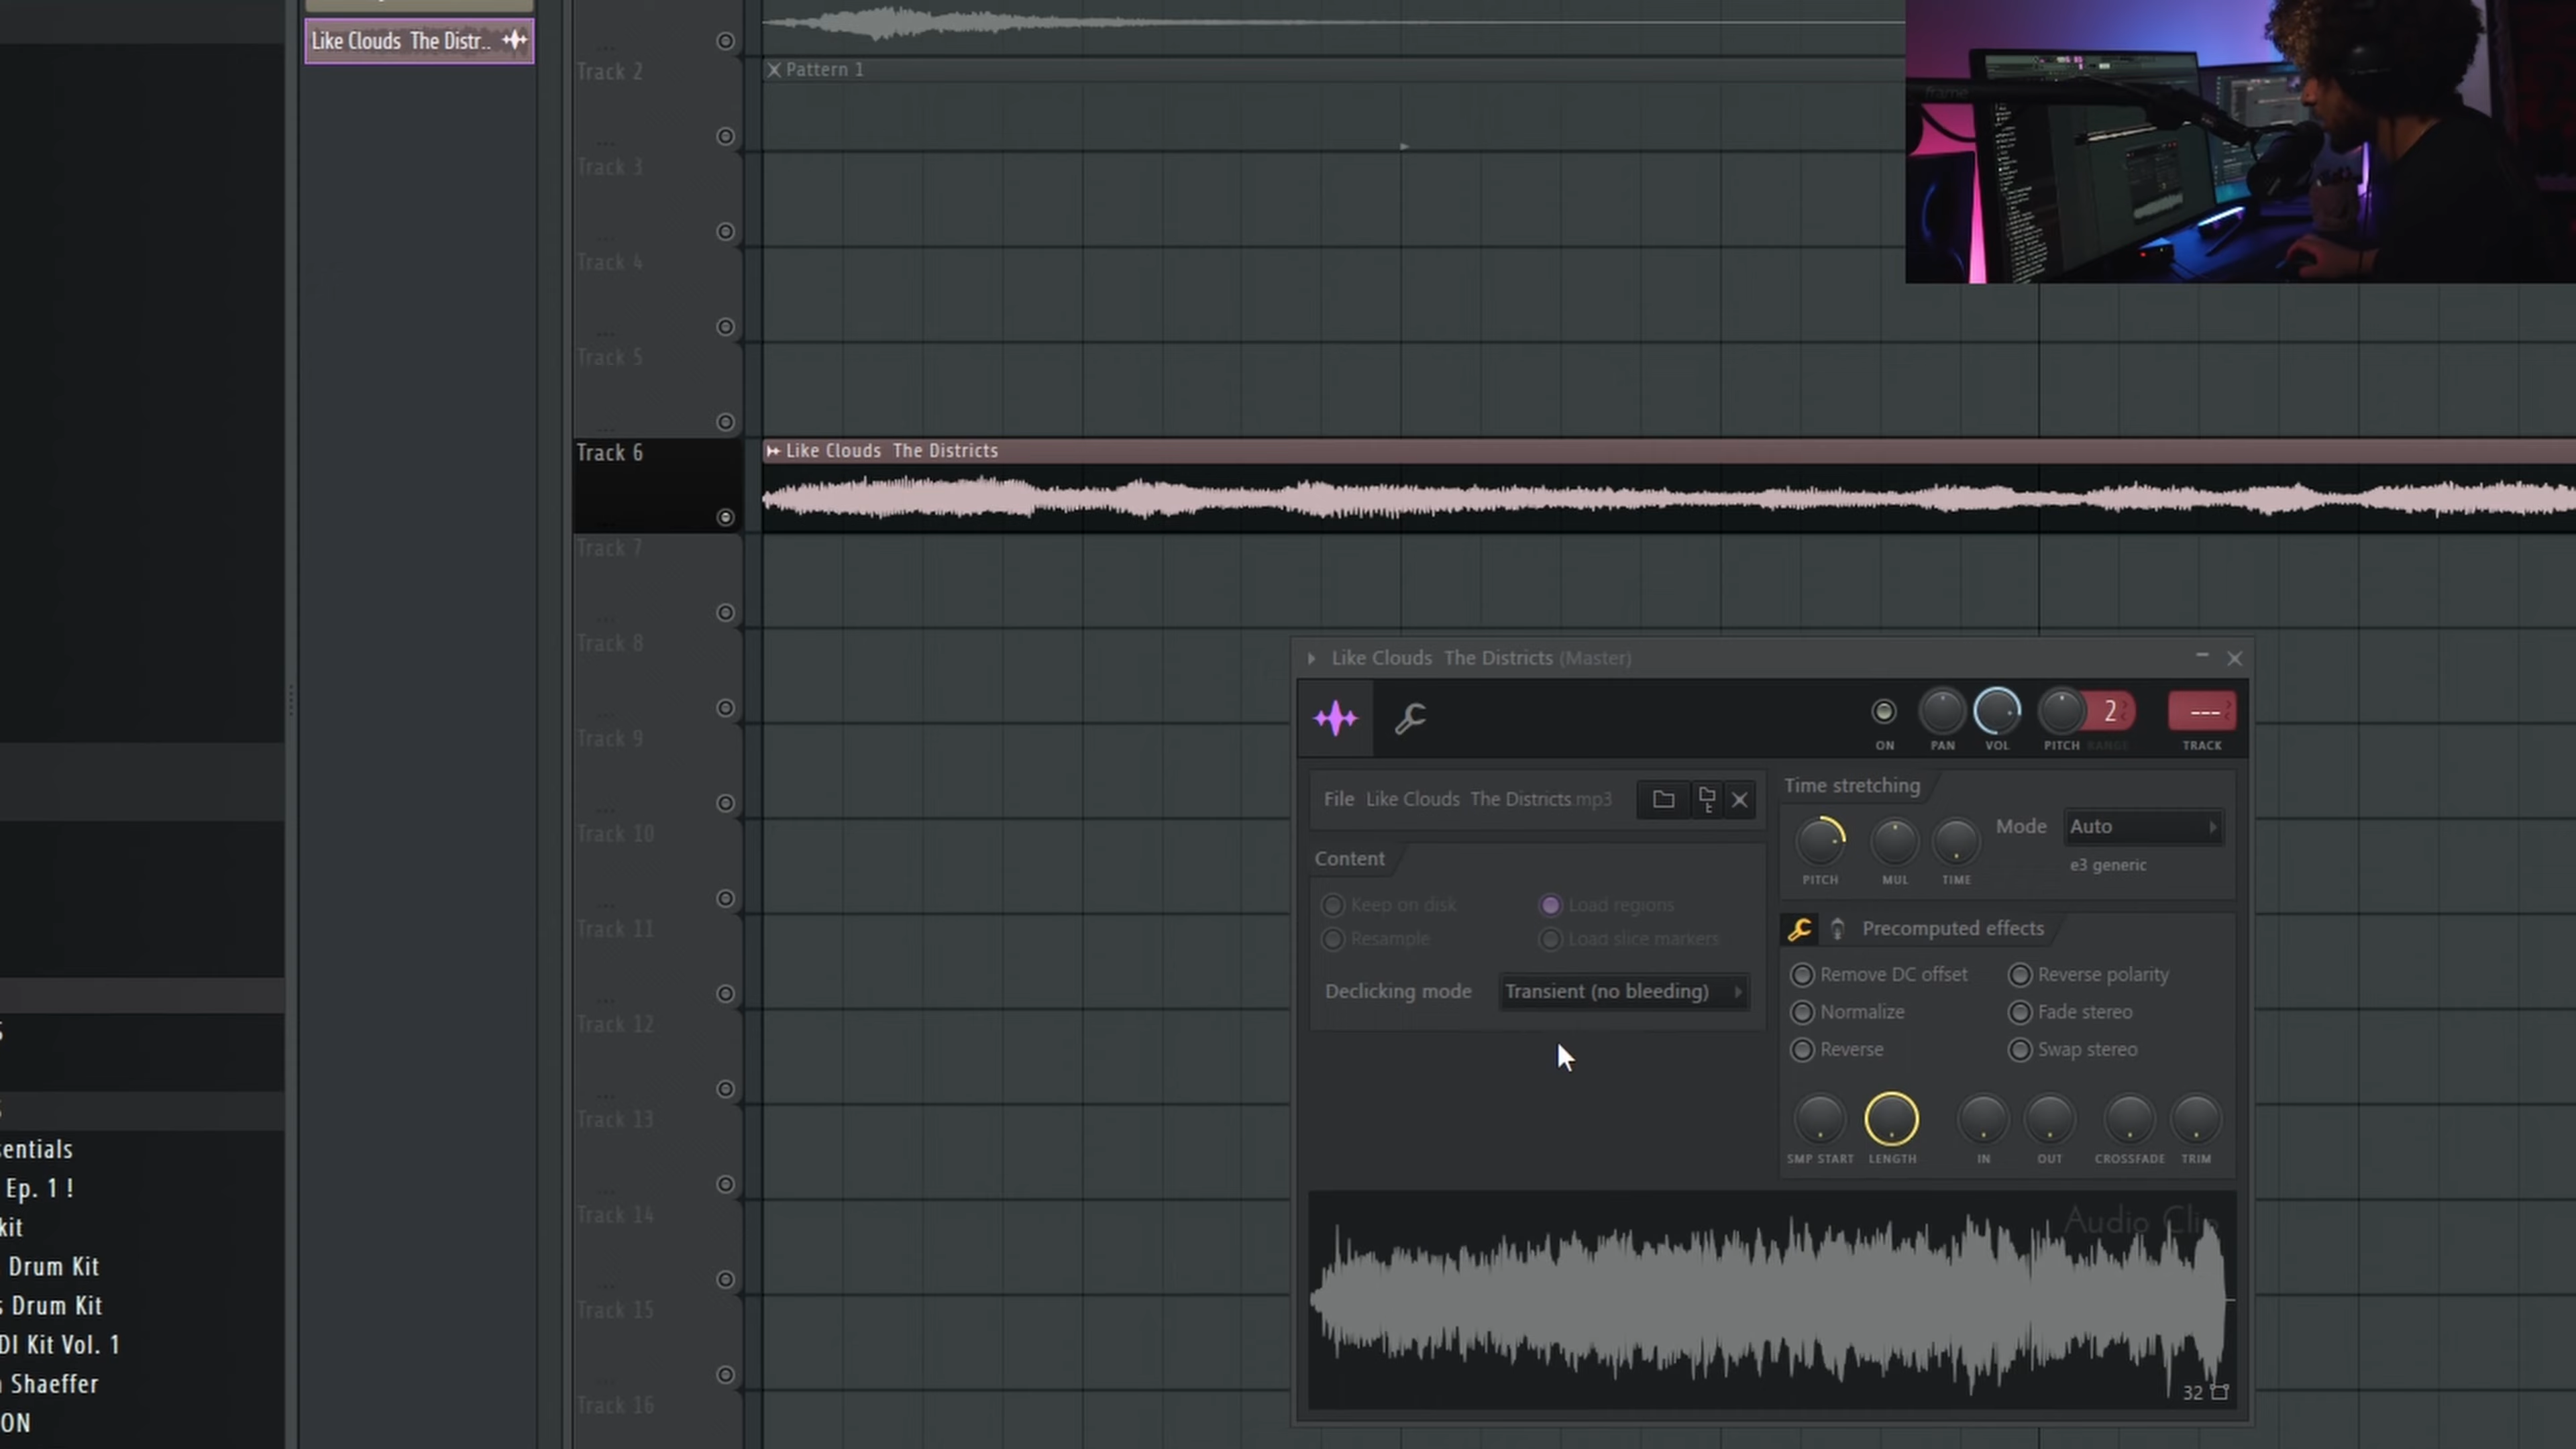 Like Clouds The Distr..
Track 2
Pattern 1
Track 3
Track 4
Track 5
Track 6
Like Clouds The Districts
Track 7
Track 8
Track 9
Track 10
Track 11
Track 12
Track 13
Track 14
Track 15
Track 16
sentials
Ep. 1 !
kit
Drum Kit
s Drum Kit
DI Kit Vol. 1
Shaeffer
ON
frame
Like Clouds The Districts (Master)
2
---
ON PAN VOL PITCH RANGE TRACK
File Like Clouds The Districts.mp3
Content
Keep on disk Load regions
Resample Load slice markers
Declicking mode Transient (no bleeding)
Time stretching
Mode Auto
e3 generic
PITCH MUL TIME
Precomputed effects
Remove DC offset Reverse polarity
Normalize Fade stereo
Reverse Swap stereo
SMP START LENGTH IN OUT CROSSFADE TRIM
Audio Clip
32